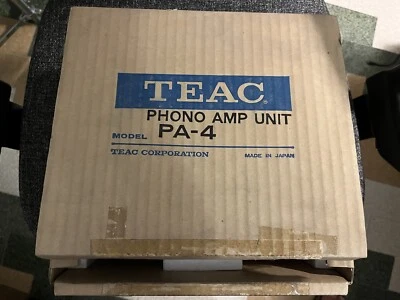 TEAC®
PHONO AMP UNIT
MODEL PA-4
TEAC CORPORATION MADE IN JAPAN